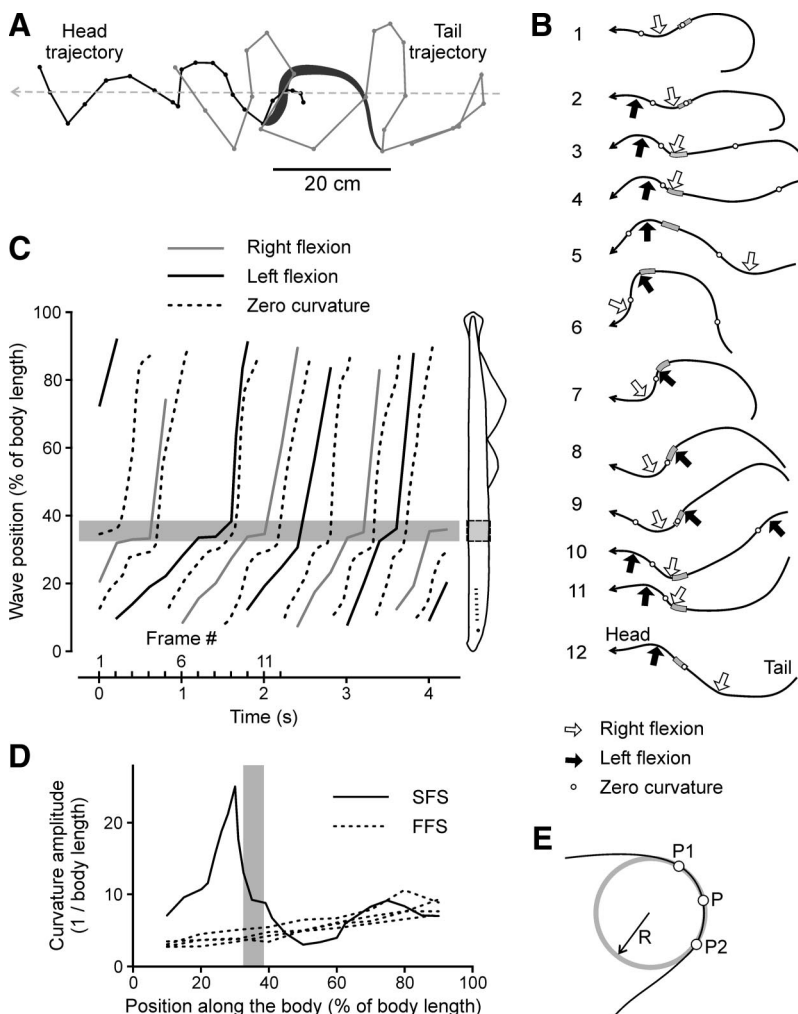 A
Head trajectory
Tail trajectory
20 cm
B
1
2
3
4
5
6
7
8
9
10
11
12
Head
Tail
Right flexion
Left flexion
Zero curvature
C
Right flexion
Left flexion
Zero curvature
Wave position (% of body length)
100
80
60
40
20
0
Frame #
1 6 11
0 1 2 3 4
Time (s)
D
Curvature amplitude
(1 / body length)
20
10
0
SFS
FFS
0 20 40 60 80 100
Position along the body (% of body length)
E
P1
P
P2
R